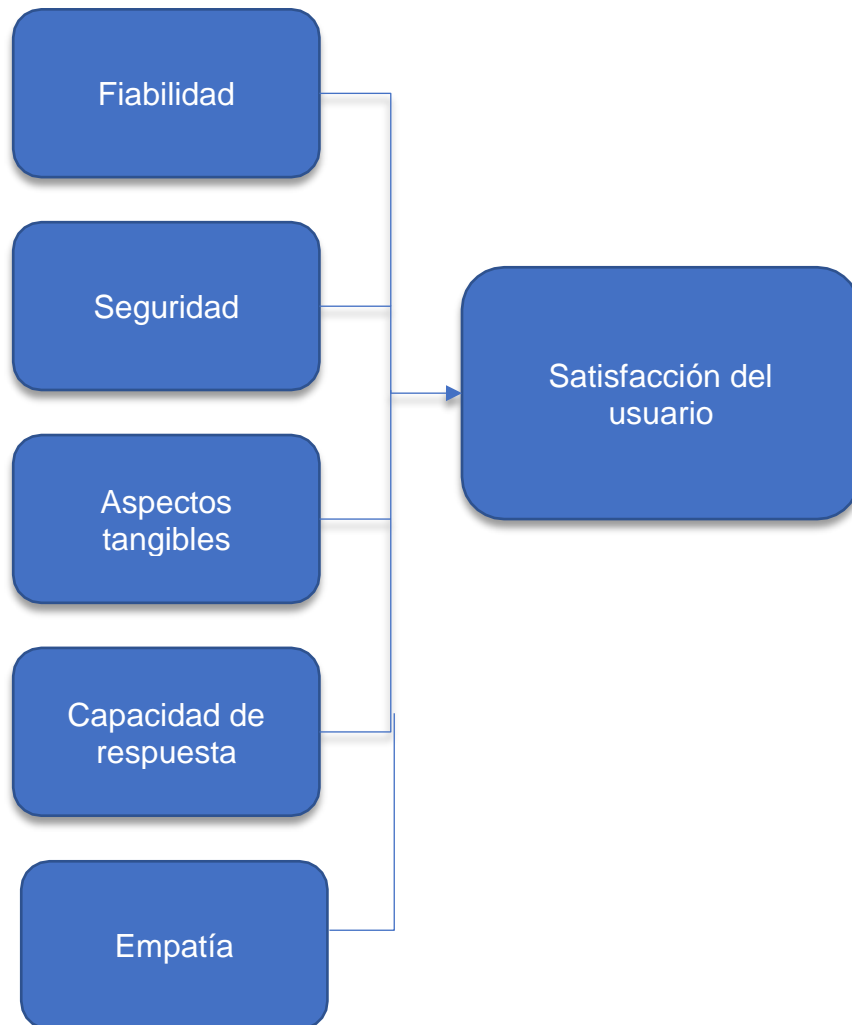 Fiabilidad
Seguridad
Satisfacción del
usuario
Aspectos
tangibles
Capacidad de
respuesta
Empatía